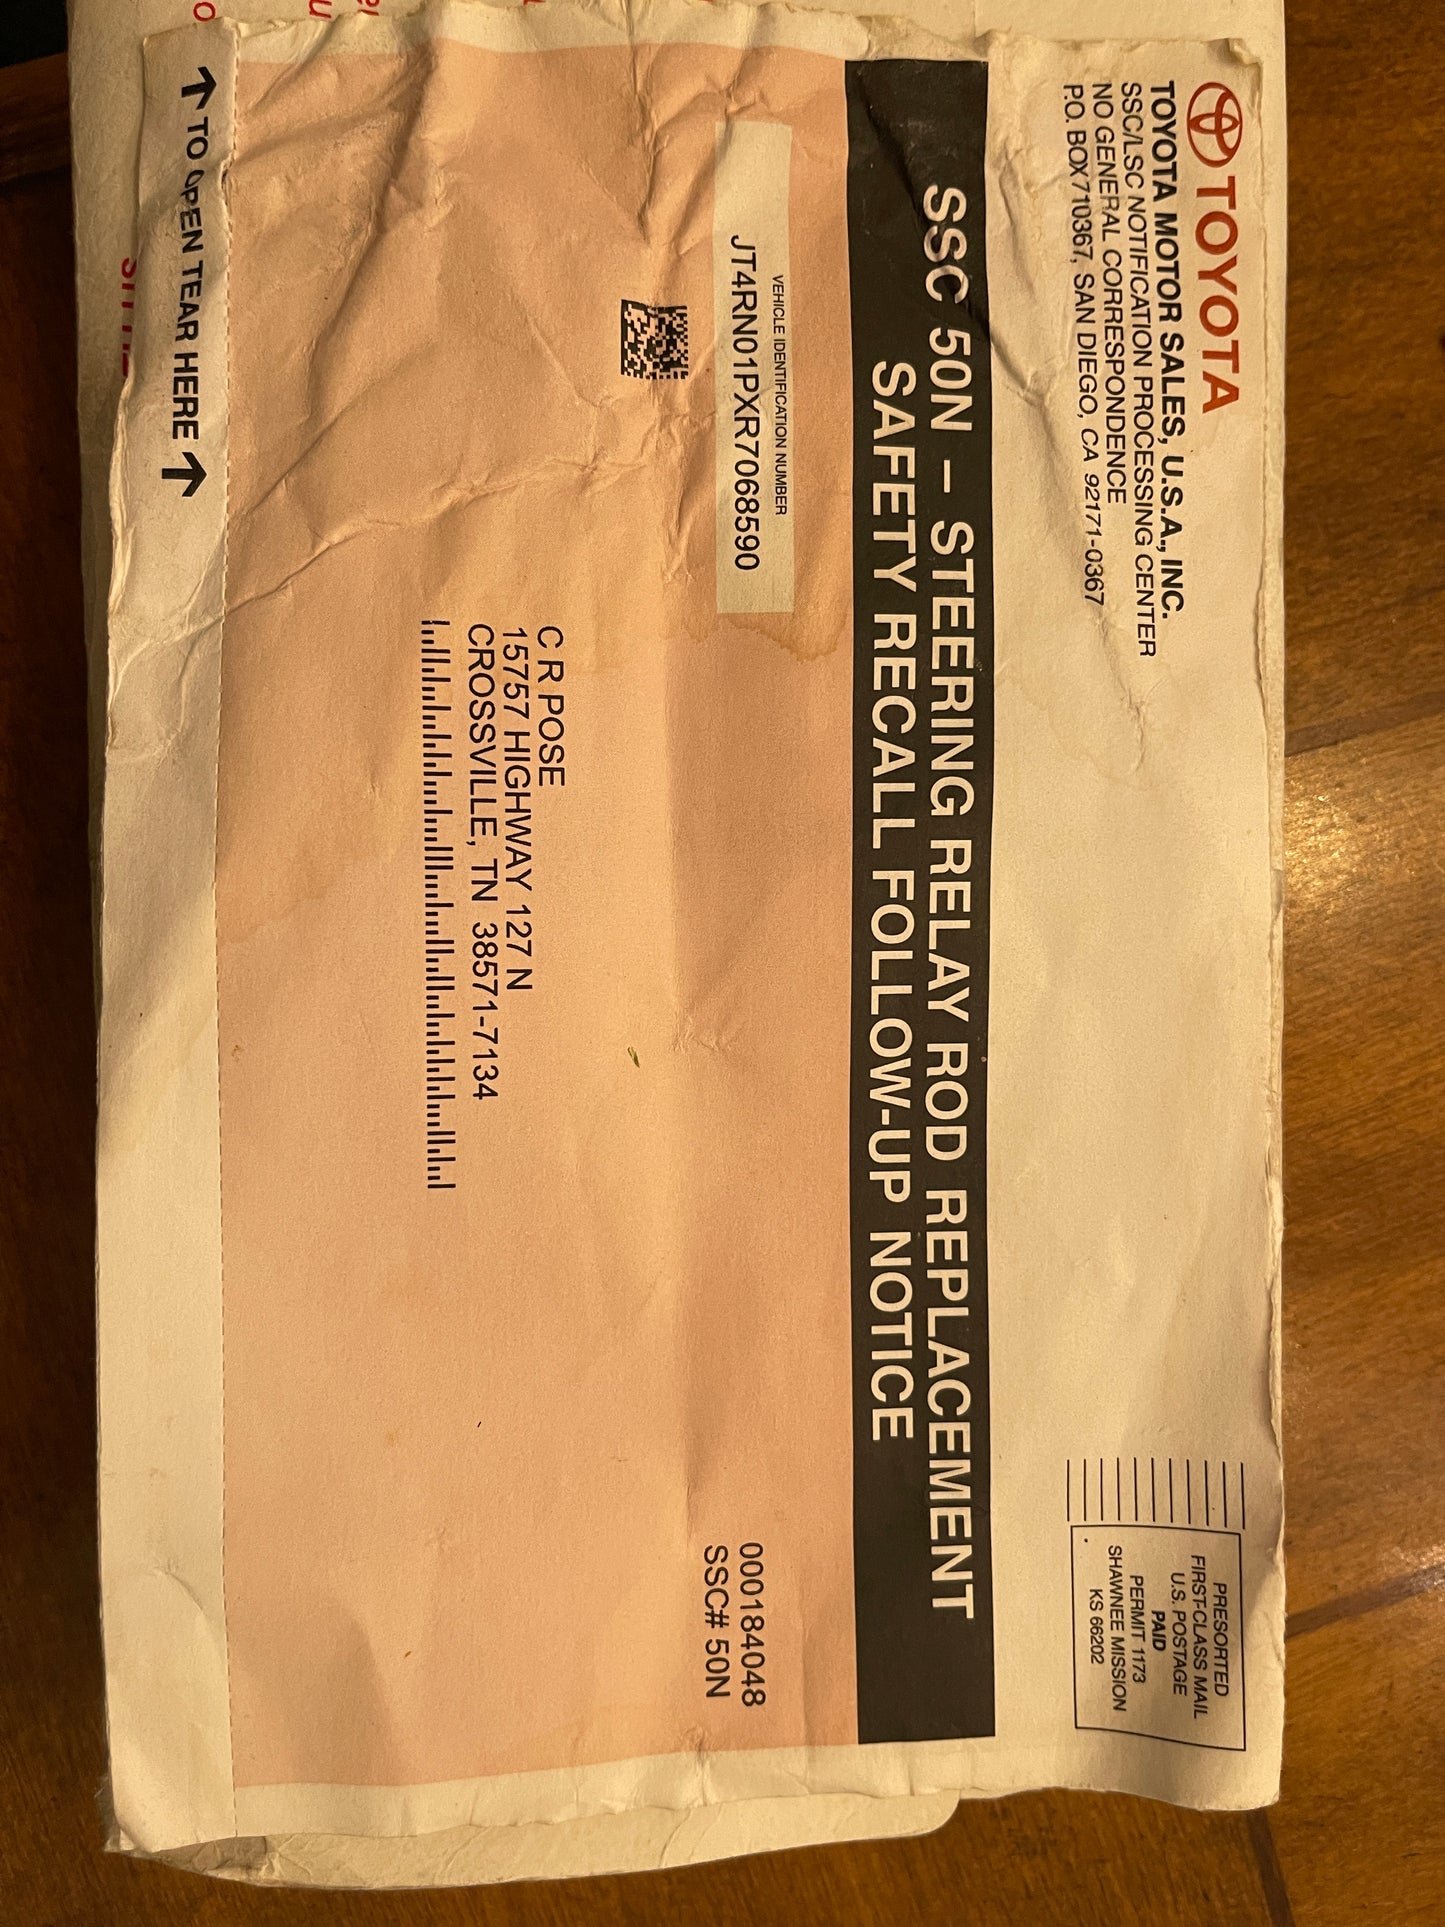 TOYOTA
TOYOTA MOTOR SALES, U.S.A., INC.
SSC/LSC NOTIFICATION PROCESSING CENTER
NO GENERAL CORRESPONDENCE
P.O. BOX 710367, SAN DIEGO, CA 92171-0367
PRESORTED
FIRST-CLASS MAIL
U.S. POSTAGE
PAID
PERMIT 1173
SHAWNEE MISSION
KS 66202
SSC 50N – STEERING RELAY ROD REPLACEMENT
SAFETY RECALL FOLLOW-UP NOTICE
VEHICLE IDENTIFICATION NUMBER
JT4RN01PXR7068590
000184048
SSC# 50N
C R POSE
15757 HIGHWAY 127 N
CROSSVILLE, TN 38571-7134
↑ TO OPEN TEAR HERE ↑